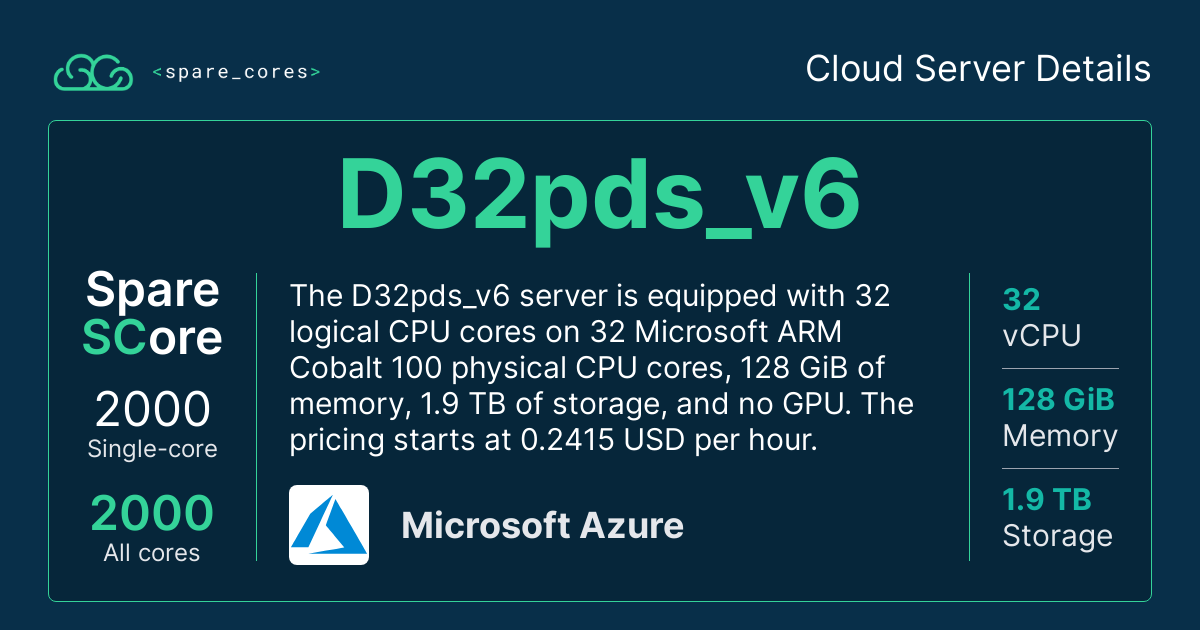 <spare_cores>
Cloud Server Details
D32pds_v6
Spare
SCore
2000
Single-core
2000
All cores
The D32pds_v6 server is equipped with 32
logical CPU cores on 32 Microsoft ARM
Cobalt 100 physical CPU cores, 128 GiB of
memory, 1.9 TB of storage, and no GPU. The
pricing starts at 0.2415 USD per hour.
Microsoft Azure
32
vCPU
128 GiB
Memory
1.9 TB
Storage